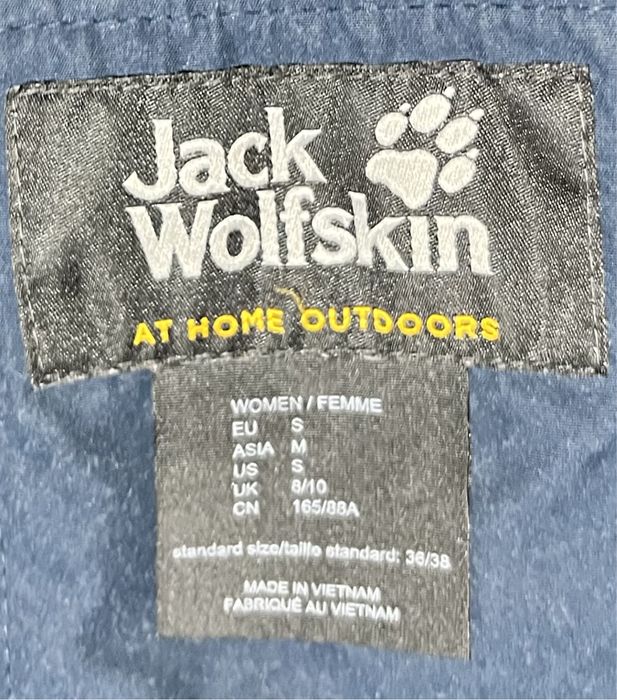 Jack
Wolfskin
AT HOME OUTDOORS
WOMEN / FEMME
EU S
ASIA M
US S
UK 8/10
CN 165/88A
standard size/taille standard: 36/38
MADE IN VIETNAM
FABRIQUÉ AU VIETNAM